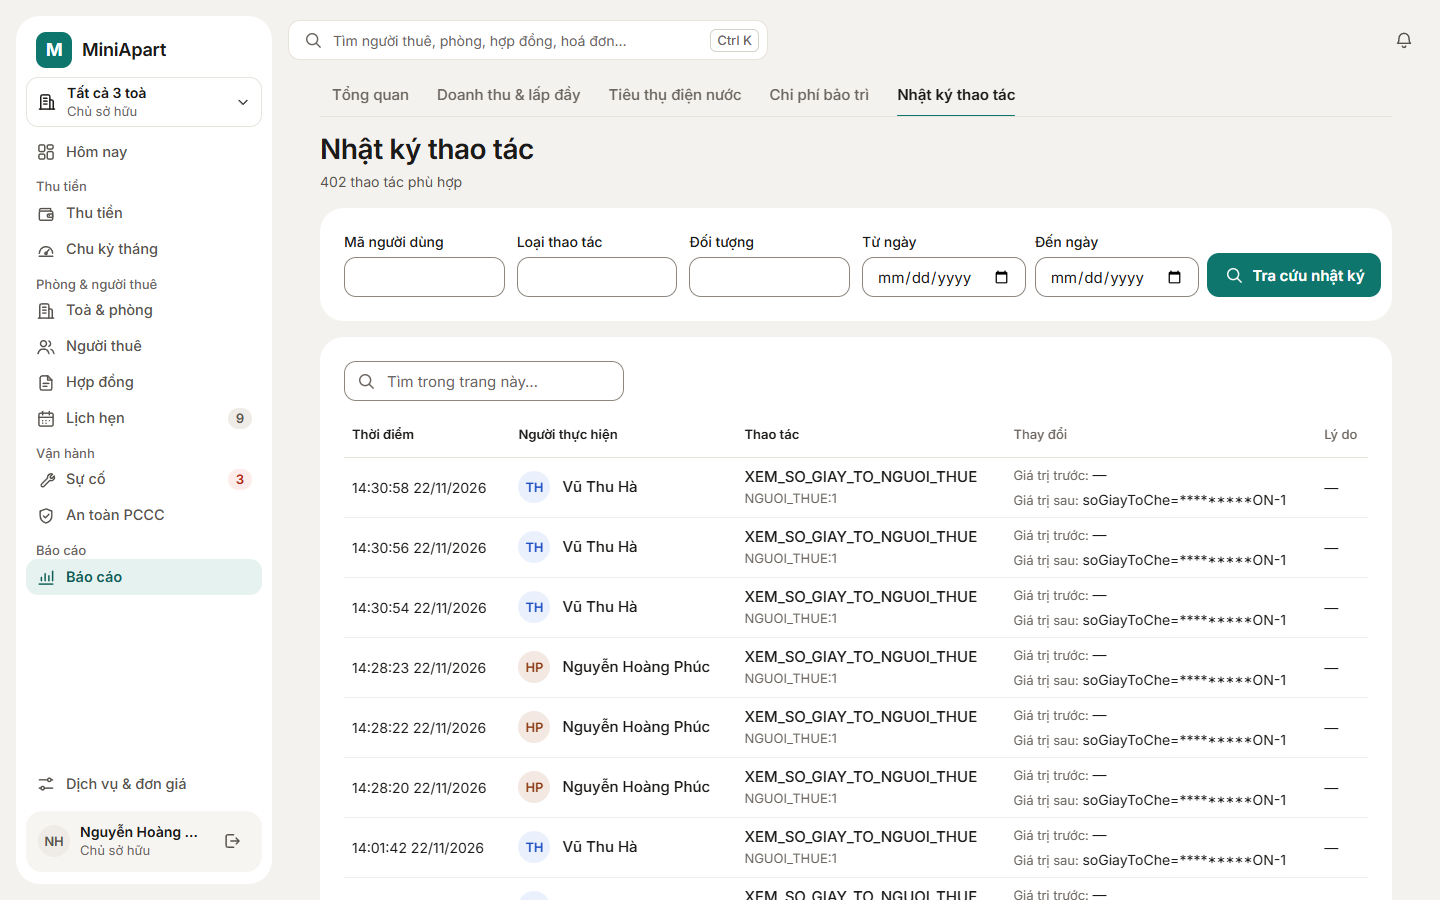 M MiniApart
Tất cả 3 toà
Chủ sở hữu
Hôm nay
Thu tiền
Thu tiền
Chu kỳ tháng
Phòng & người thuê
Toà & phòng
Người thuê
Hợp đồng
Lịch hẹn 9
Vận hành
Sự cố 3
An toàn PCCC
Báo cáo
Báo cáo
Dịch vụ & đơn giá
NH Nguyễn Hoàng ...
Chủ sở hữu
Tìm người thuê, phòng, hợp đồng, hoá đơn... Ctrl K
Tổng quan Doanh thu & lấp đầy Tiêu thụ điện nước Chi phí bảo trì Nhật ký thao tác
Nhật ký thao tác
402 thao tác phù hợp
Mã người dùng Loại thao tác Đối tượng Từ ngày Đến ngày
mm/dd/yyyy mm/dd/yyyy Tra cứu nhật ký
Tìm trong trang này...
Thời điểm Người thực hiện Thao tác Thay đổi Lý do
14:30:58 22/11/2026 TH Vũ Thu Hà XEM_SO_GIAY_TO_NGUOI_THUE Giá trị trước: — —
NGUOI_THUE:1 Giá trị sau: soGiayToChe=*********ON-1
14:30:56 22/11/2026 TH Vũ Thu Hà XEM_SO_GIAY_TO_NGUOI_THUE Giá trị trước: — —
NGUOI_THUE:1 Giá trị sau: soGiayToChe=*********ON-1
14:30:54 22/11/2026 TH Vũ Thu Hà XEM_SO_GIAY_TO_NGUOI_THUE Giá trị trước: — —
NGUOI_THUE:1 Giá trị sau: soGiayToChe=*********ON-1
14:28:23 22/11/2026 HP Nguyễn Hoàng Phúc XEM_SO_GIAY_TO_NGUOI_THUE Giá trị trước: — —
NGUOI_THUE:1 Giá trị sau: soGiayToChe=*********ON-1
14:28:22 22/11/2026 HP Nguyễn Hoàng Phúc XEM_SO_GIAY_TO_NGUOI_THUE Giá trị trước: — —
NGUOI_THUE:1 Giá trị sau: soGiayToChe=*********ON-1
14:28:20 22/11/2026 HP Nguyễn Hoàng Phúc XEM_SO_GIAY_TO_NGUOI_THUE Giá trị trước: — —
NGUOI_THUE:1 Giá trị sau: soGiayToChe=*********ON-1
14:01:42 22/11/2026 TH Vũ Thu Hà XEM_SO_GIAY_TO_NGUOI_THUE Giá trị trước: — —
NGUOI_THUE:1 Giá trị sau: soGiayToChe=*********ON-1
XEM_SO_GIAY_TO_NGUOI_THUE Giá trị trước: —